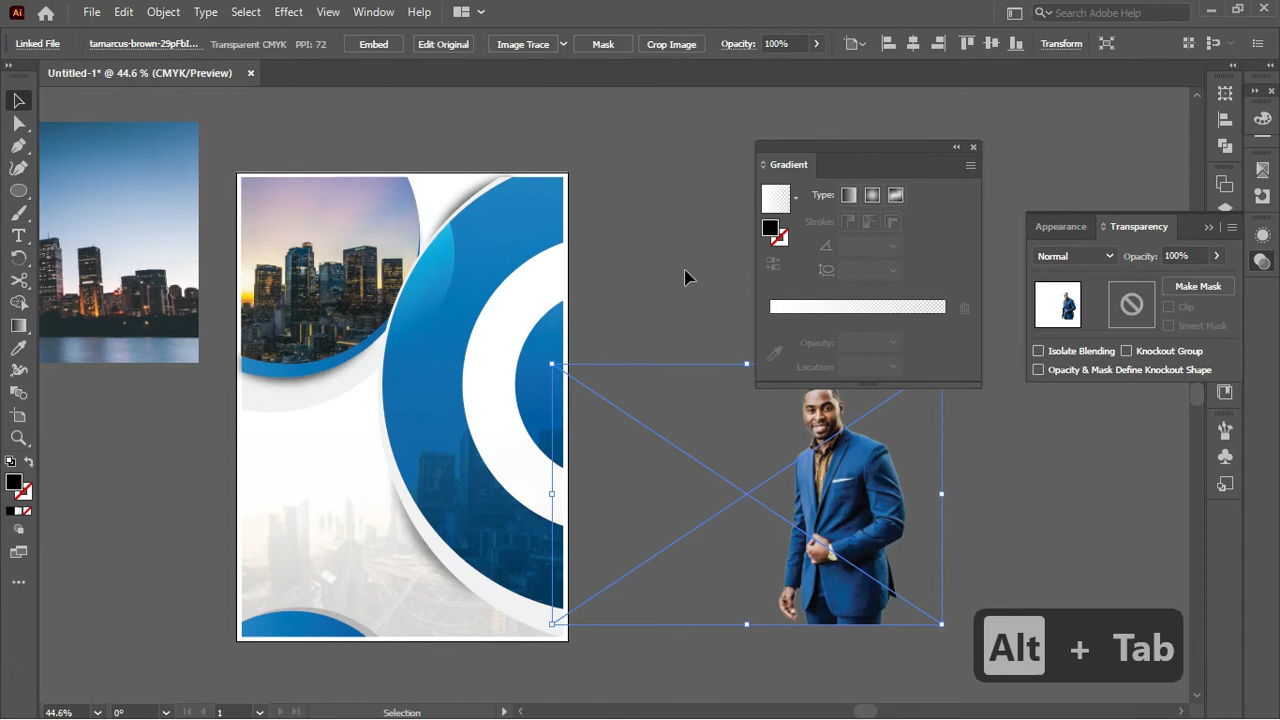 Ai File Edit Object Type Select Effect View Window Help Search Adobe Help
Linked File tamarcus-brown-29pFbI... Transparent CMYK PPI: 72 Embed Edit Original Image Trace Mask Crop Image Opacity: 100% Transform
Untitled-1* @ 44.6 % (CMYK/Preview)
Gradient
Type:
Stroke:
Opacity:
Location:
Appearance Transparency
Normal Opacity: 100%
Make Mask
Clip
Invert Mask
Isolate Blending Knockout Group
Opacity & Mask Define Knockout Shape
Alt + Tab
44.6% 0° 1 Selection